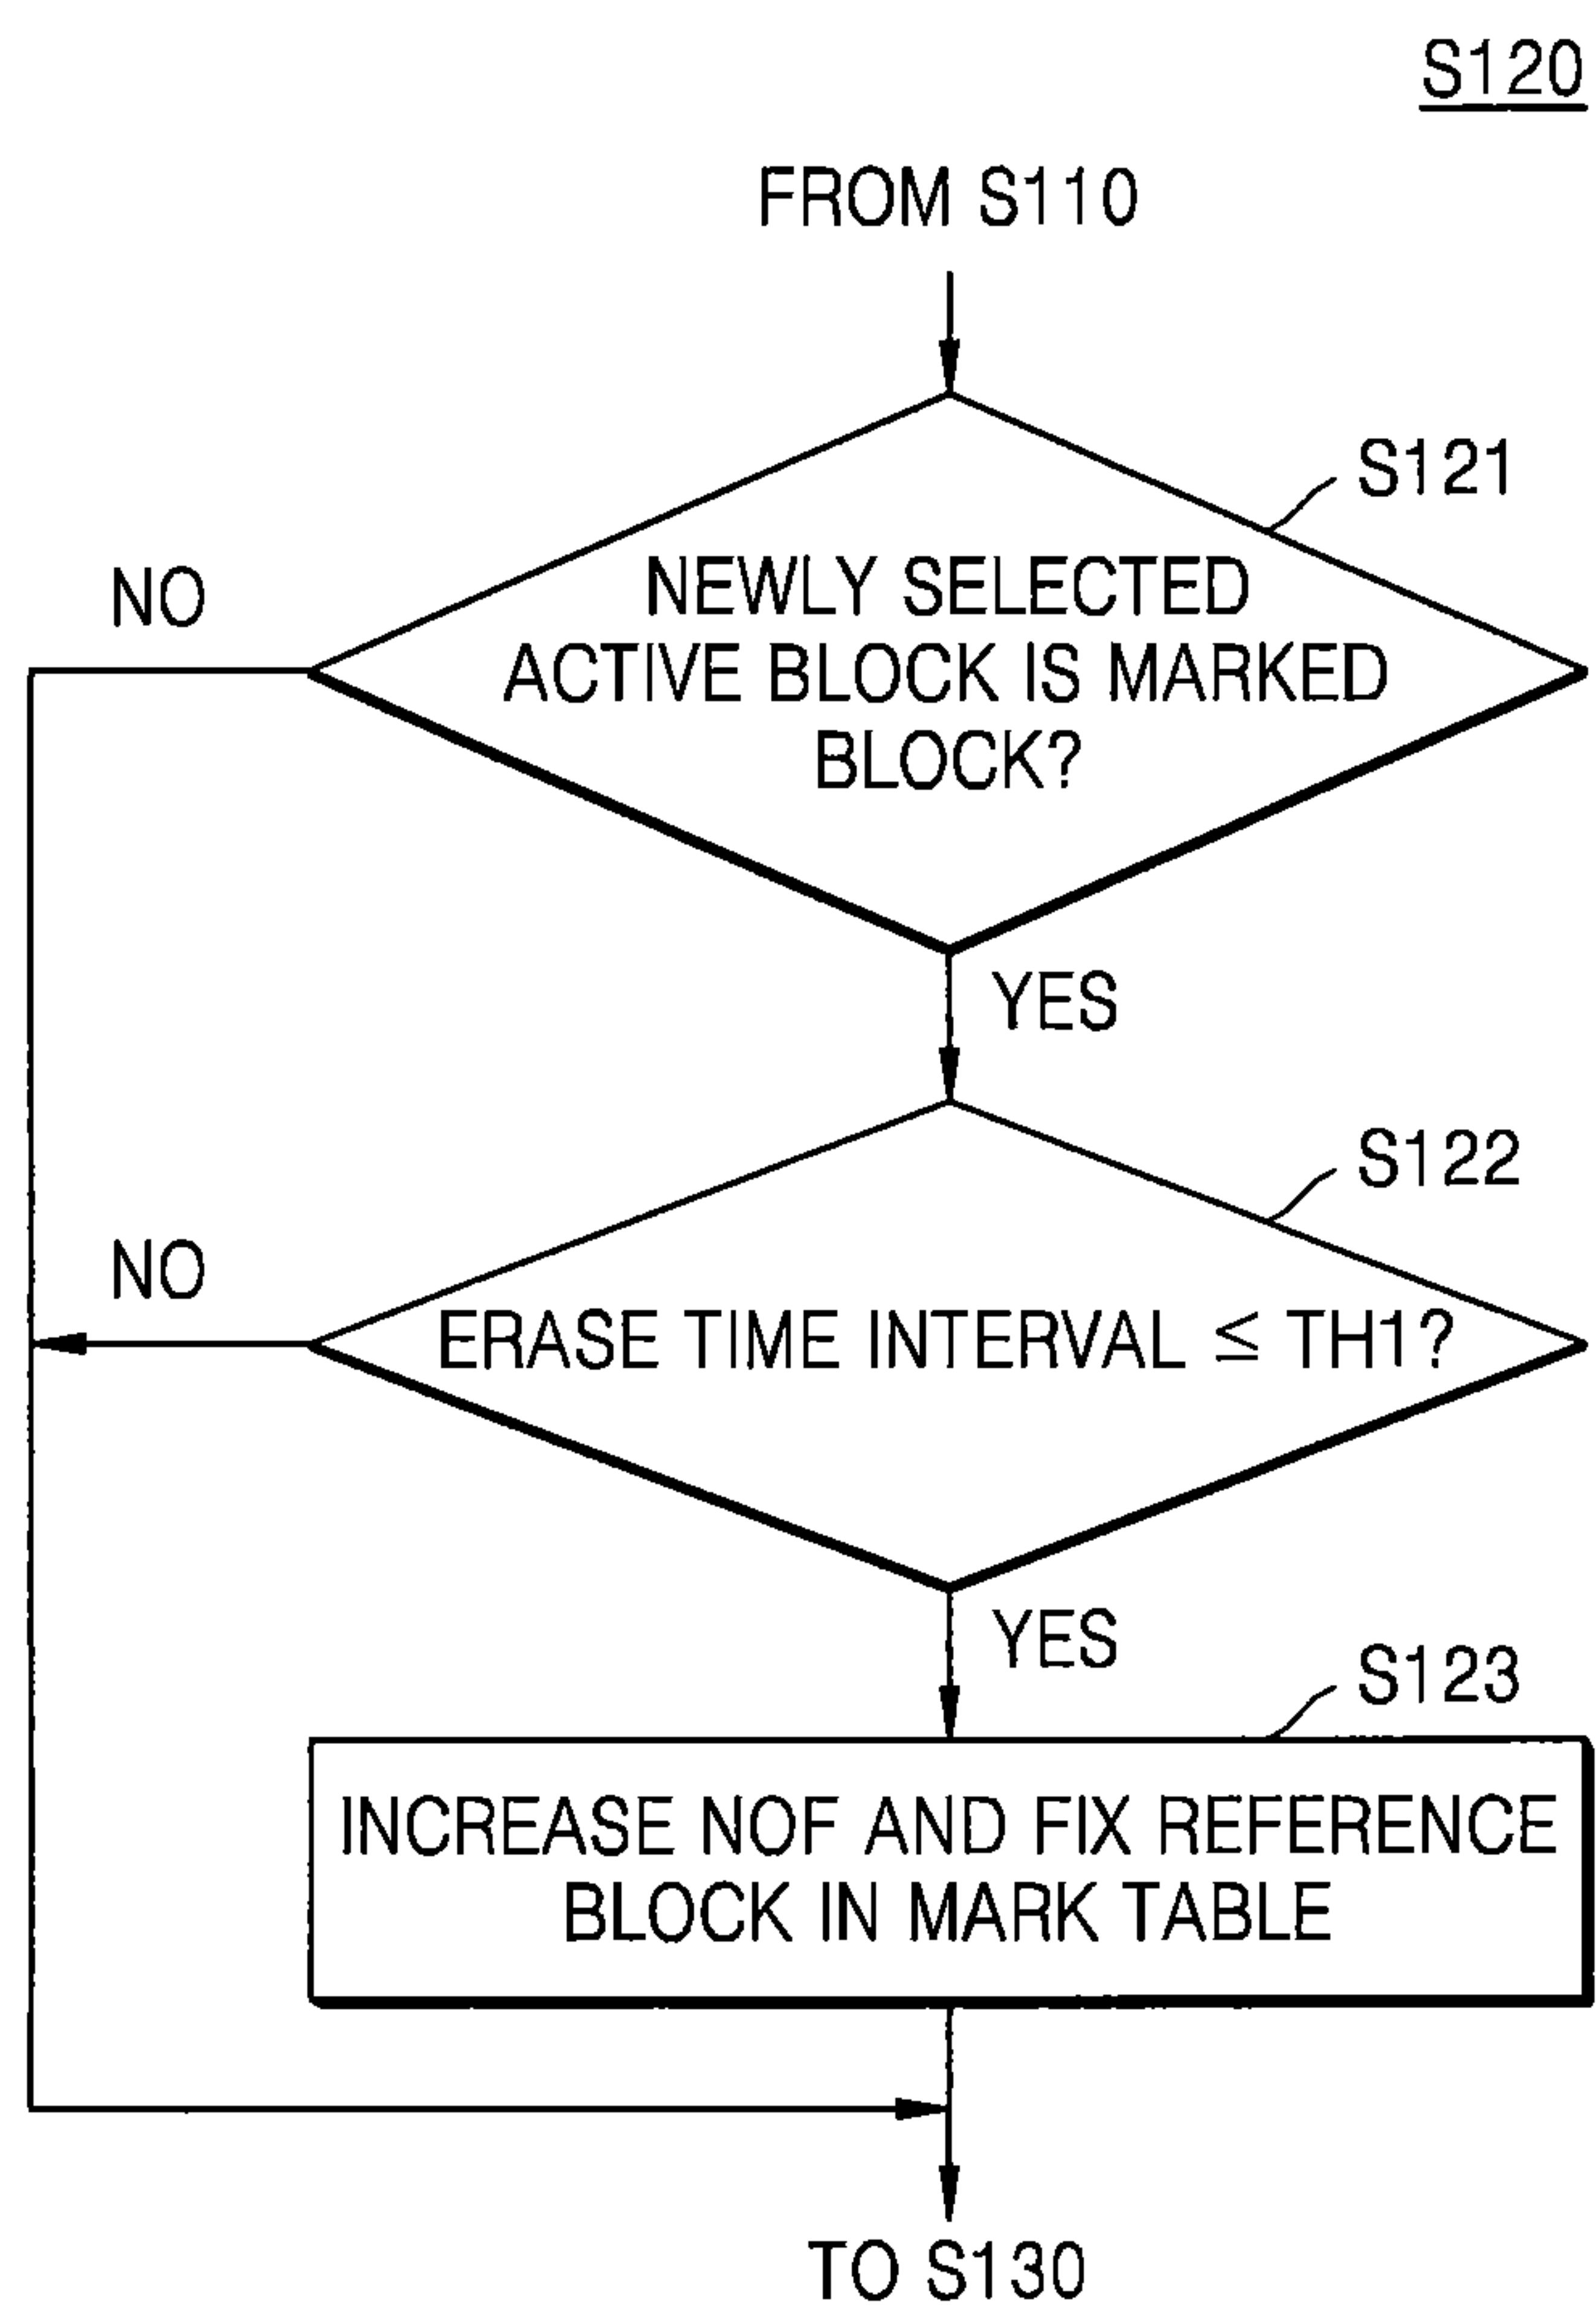 S120
FROM S110
S121
NEWLY SELECTED
ACTIVE BLOCK IS MARKED
BLOCK?
NO
YES
S122
ERASE TIME INTERVAL ≤ TH1?
NO
YES
S123
INCREASE NOF AND FIX REFERENCE
BLOCK IN MARK TABLE
TO S130